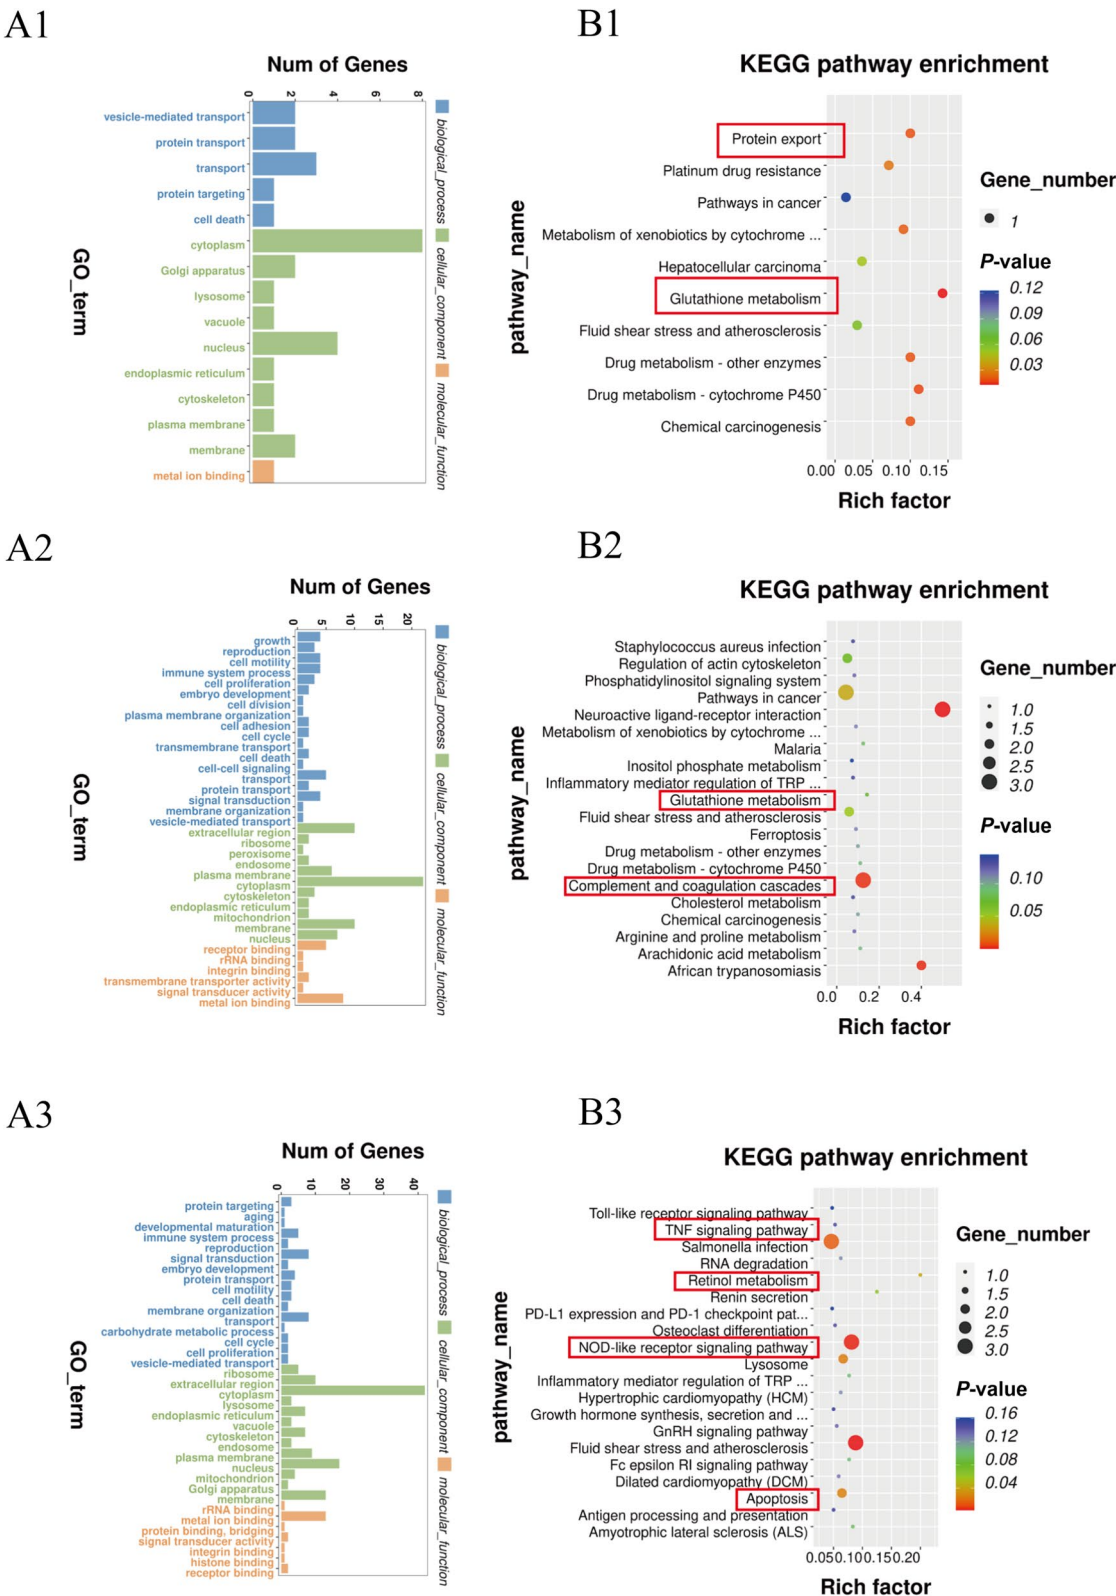 A1
Num of Genes
0 2 4 6 8
vesicle-mediated transport
protein transport
transport
protein targeting
cell death
cytoplasm
Golgi apparatus
lysosome
vacuole
nucleus
endoplasmic reticulum
cytoskeleton
plasma membrane
membrane
metal ion binding
GO_term
biological_process
cellular_component
molecular_function
B1
KEGG pathway enrichment
Protein export
Platinum drug resistance
Pathways in cancer
Metabolism of xenobiotics by cytochrome ...
Hepatocellular carcinoma
Glutathione metabolism
Fluid shear stress and atherosclerosis
Drug metabolism - other enzymes
Drug metabolism - cytochrome P450
Chemical carcinogenesis
pathway_name
0.00 0.05 0.10 0.15
Rich factor
Gene_number
1
P-value
0.12
0.09
0.06
0.03
A2
Num of Genes
0 5 10 15 20
growth
reproduction
cell motility
immune system process
cell proliferation
embryo development
cell division
plasma membrane organization
cell adhesion
cell cycle
transmembrane transport
cell death
cell-cell signaling
transport
protein transport
signal transduction
membrane organization
vesicle-mediated transport
extracellular region
ribosome
peroxisome
endosome
plasma membrane
cytoplasm
cytoskeleton
endoplasmic reticulum
mitochondrion
membrane
nucleus
receptor binding
rRNA binding
integrin binding
transmembrane transporter activity
signal transducer activity
metal ion binding
GO_term
biological_process
cellular_component
molecular_function
B2
KEGG pathway enrichment
Staphylococcus aureus infection
Regulation of actin cytoskeleton
Phosphatidylinositol signaling system
Pathways in cancer
Neuroactive ligand-receptor interaction
Metabolism of xenobiotics by cytochrome ...
Malaria
Inositol phosphate metabolism
Inflammatory mediator regulation of TRP ...
Glutathione metabolism
Fluid shear stress and atherosclerosis
Ferroptosis
Drug metabolism - other enzymes
Drug metabolism - cytochrome P450
Complement and coagulation cascades
Cholesterol metabolism
Chemical carcinogenesis
Arginine and proline metabolism
Arachidonic acid metabolism
African trypanosomiasis
pathway_name
0.0 0.2 0.4
Rich factor
Gene_number
1.0
1.5
2.0
2.5
3.0
P-value
0.10
0.05
A3
Num of Genes
0 10 20 30 40
protein targeting
aging
developmental maturation
immune system process
reproduction
signal transduction
embryo development
protein transport
cell motility
cell death
membrane organization
transport
carbohydrate metabolic process
cell cycle
cell proliferation
vesicle-mediated transport
ribosome
extracellular region
cytoplasm
lysosome
endoplasmic reticulum
vacuole
cytoskeleton
endosome
plasma membrane
nucleus
mitochondrion
Golgi apparatus
membrane
rRNA binding
metal ion binding
protein binding, bridging
signal transducer activity
integrin binding
histone binding
receptor binding
GO_term
biological_process
cellular_component
molecular_function
B3
KEGG pathway enrichment
Toll-like receptor signaling pathway
TNF signaling pathway
Salmonella infection
RNA degradation
Retinol metabolism
Renin secretion
PD-L1 expression and PD-1 checkpoint pat...
Osteoclast differentiation
NOD-like receptor signaling pathway
Lysosome
Inflammatory mediator regulation of TRP ...
Hypertrophic cardiomyopathy (HCM)
Growth hormone synthesis, secretion and ...
GnRH signaling pathway
Fluid shear stress and atherosclerosis
Fc epsilon RI signaling pathway
Dilated cardiomyopathy (DCM)
Apoptosis
Antigen processing and presentation
Amyotrophic lateral sclerosis (ALS)
pathway_name
0.05 0.10 0.15 0.20
Rich factor
Gene_number
1.0
1.5
2.0
2.5
3.0
P-value
0.16
0.12
0.08
0.04